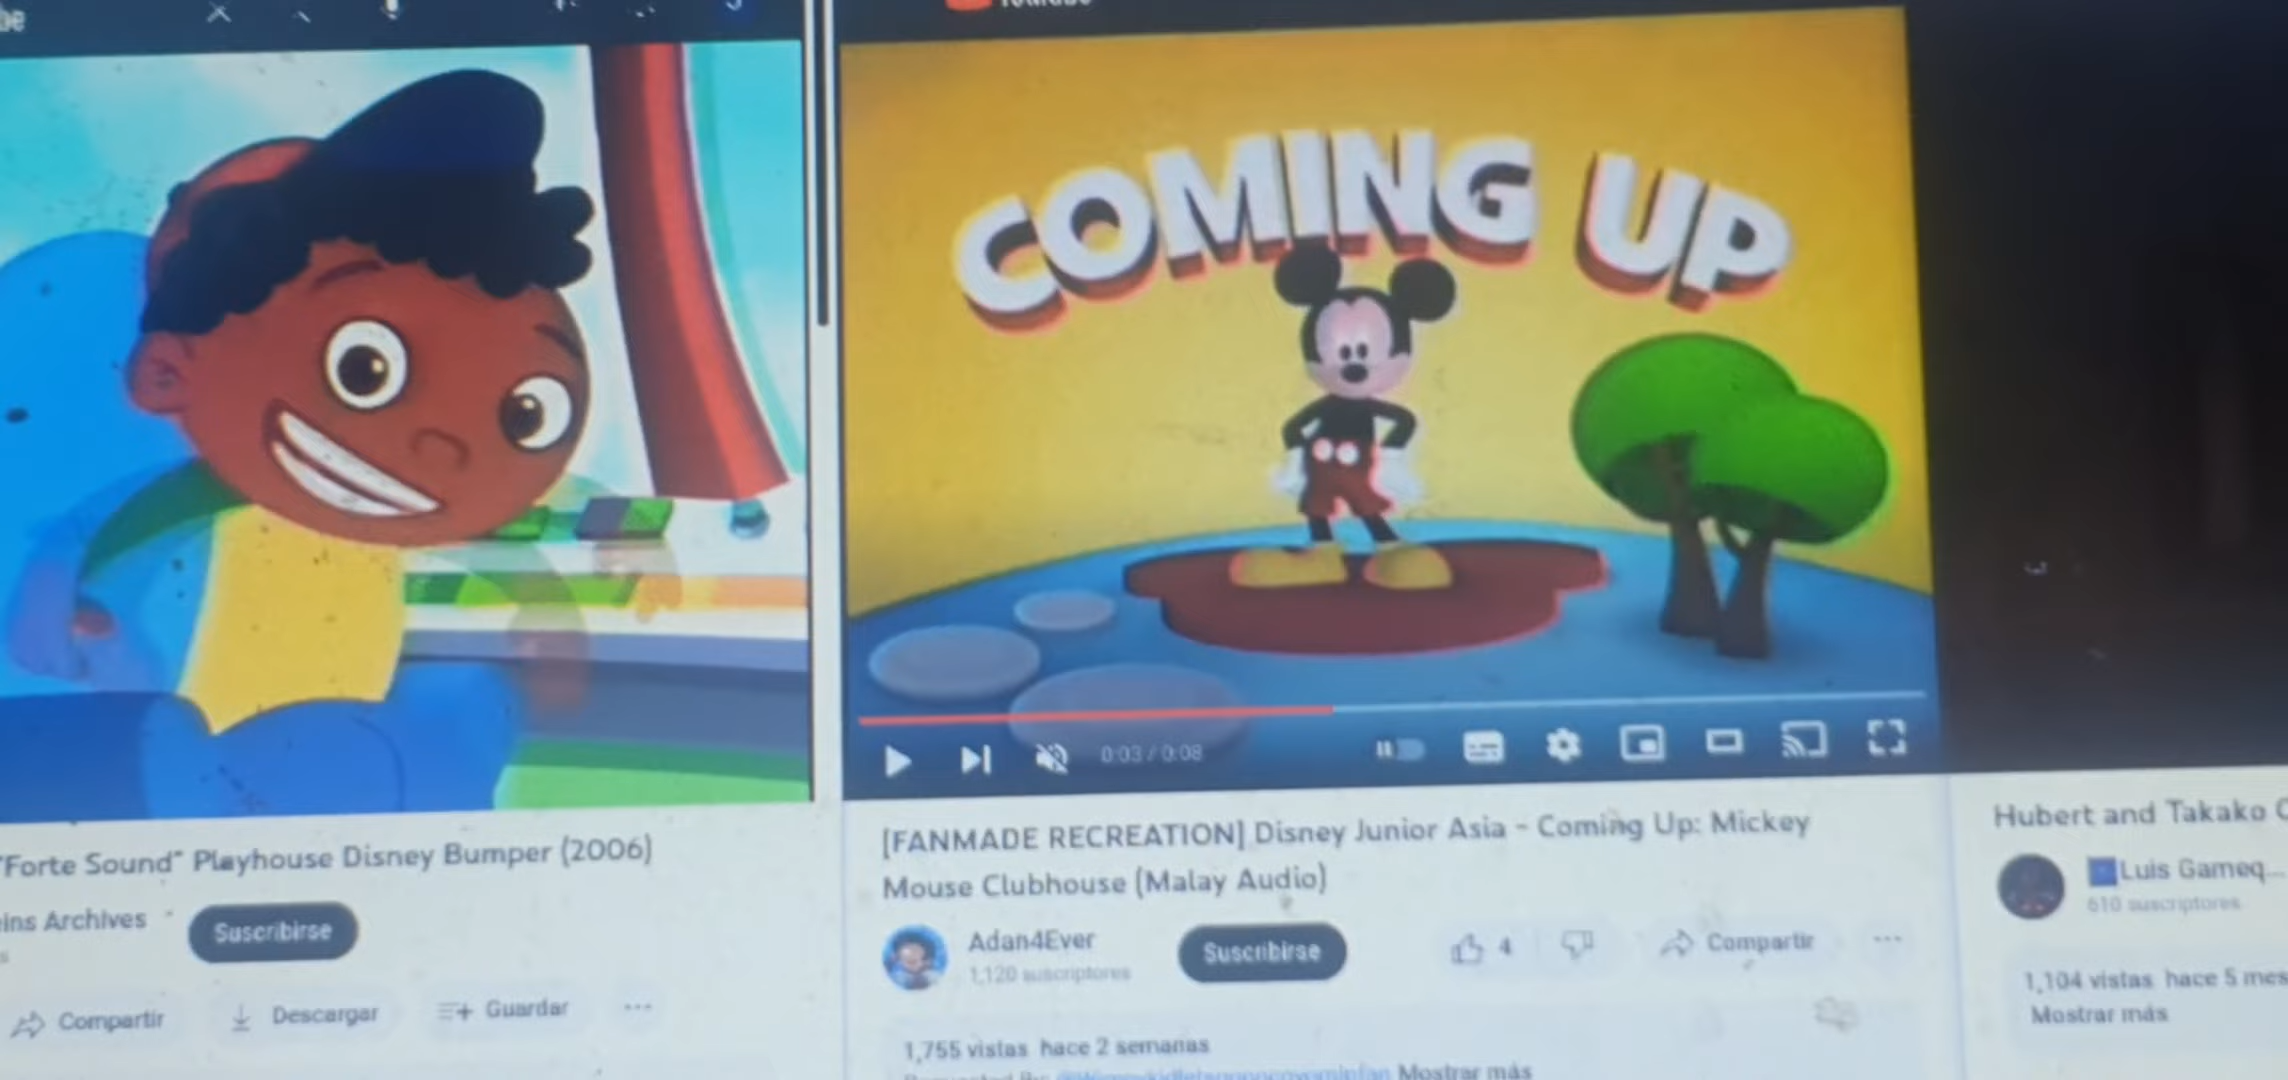 be
YouTube
COMING UP
0:03 / 0:08
"Forte Sound" Playhouse Disney Bumper (2006)
ins Archives
Suscribirse
s
Compartir
Descargar
Guardar
[FANMADE RECREATION] Disney Junior Asia - Coming Up: Mickey
Mouse Clubhouse (Malay Audio)
Adan4Ever
1,120 suscriptores
Suscribirse
4
Compartir
1,755 vistas hace 2 semanas
Mostrar más
Hubert and Takako C
Luis Gameq...
610 suscriptores
1,104 vistas hace 5 mes
Mostrar más